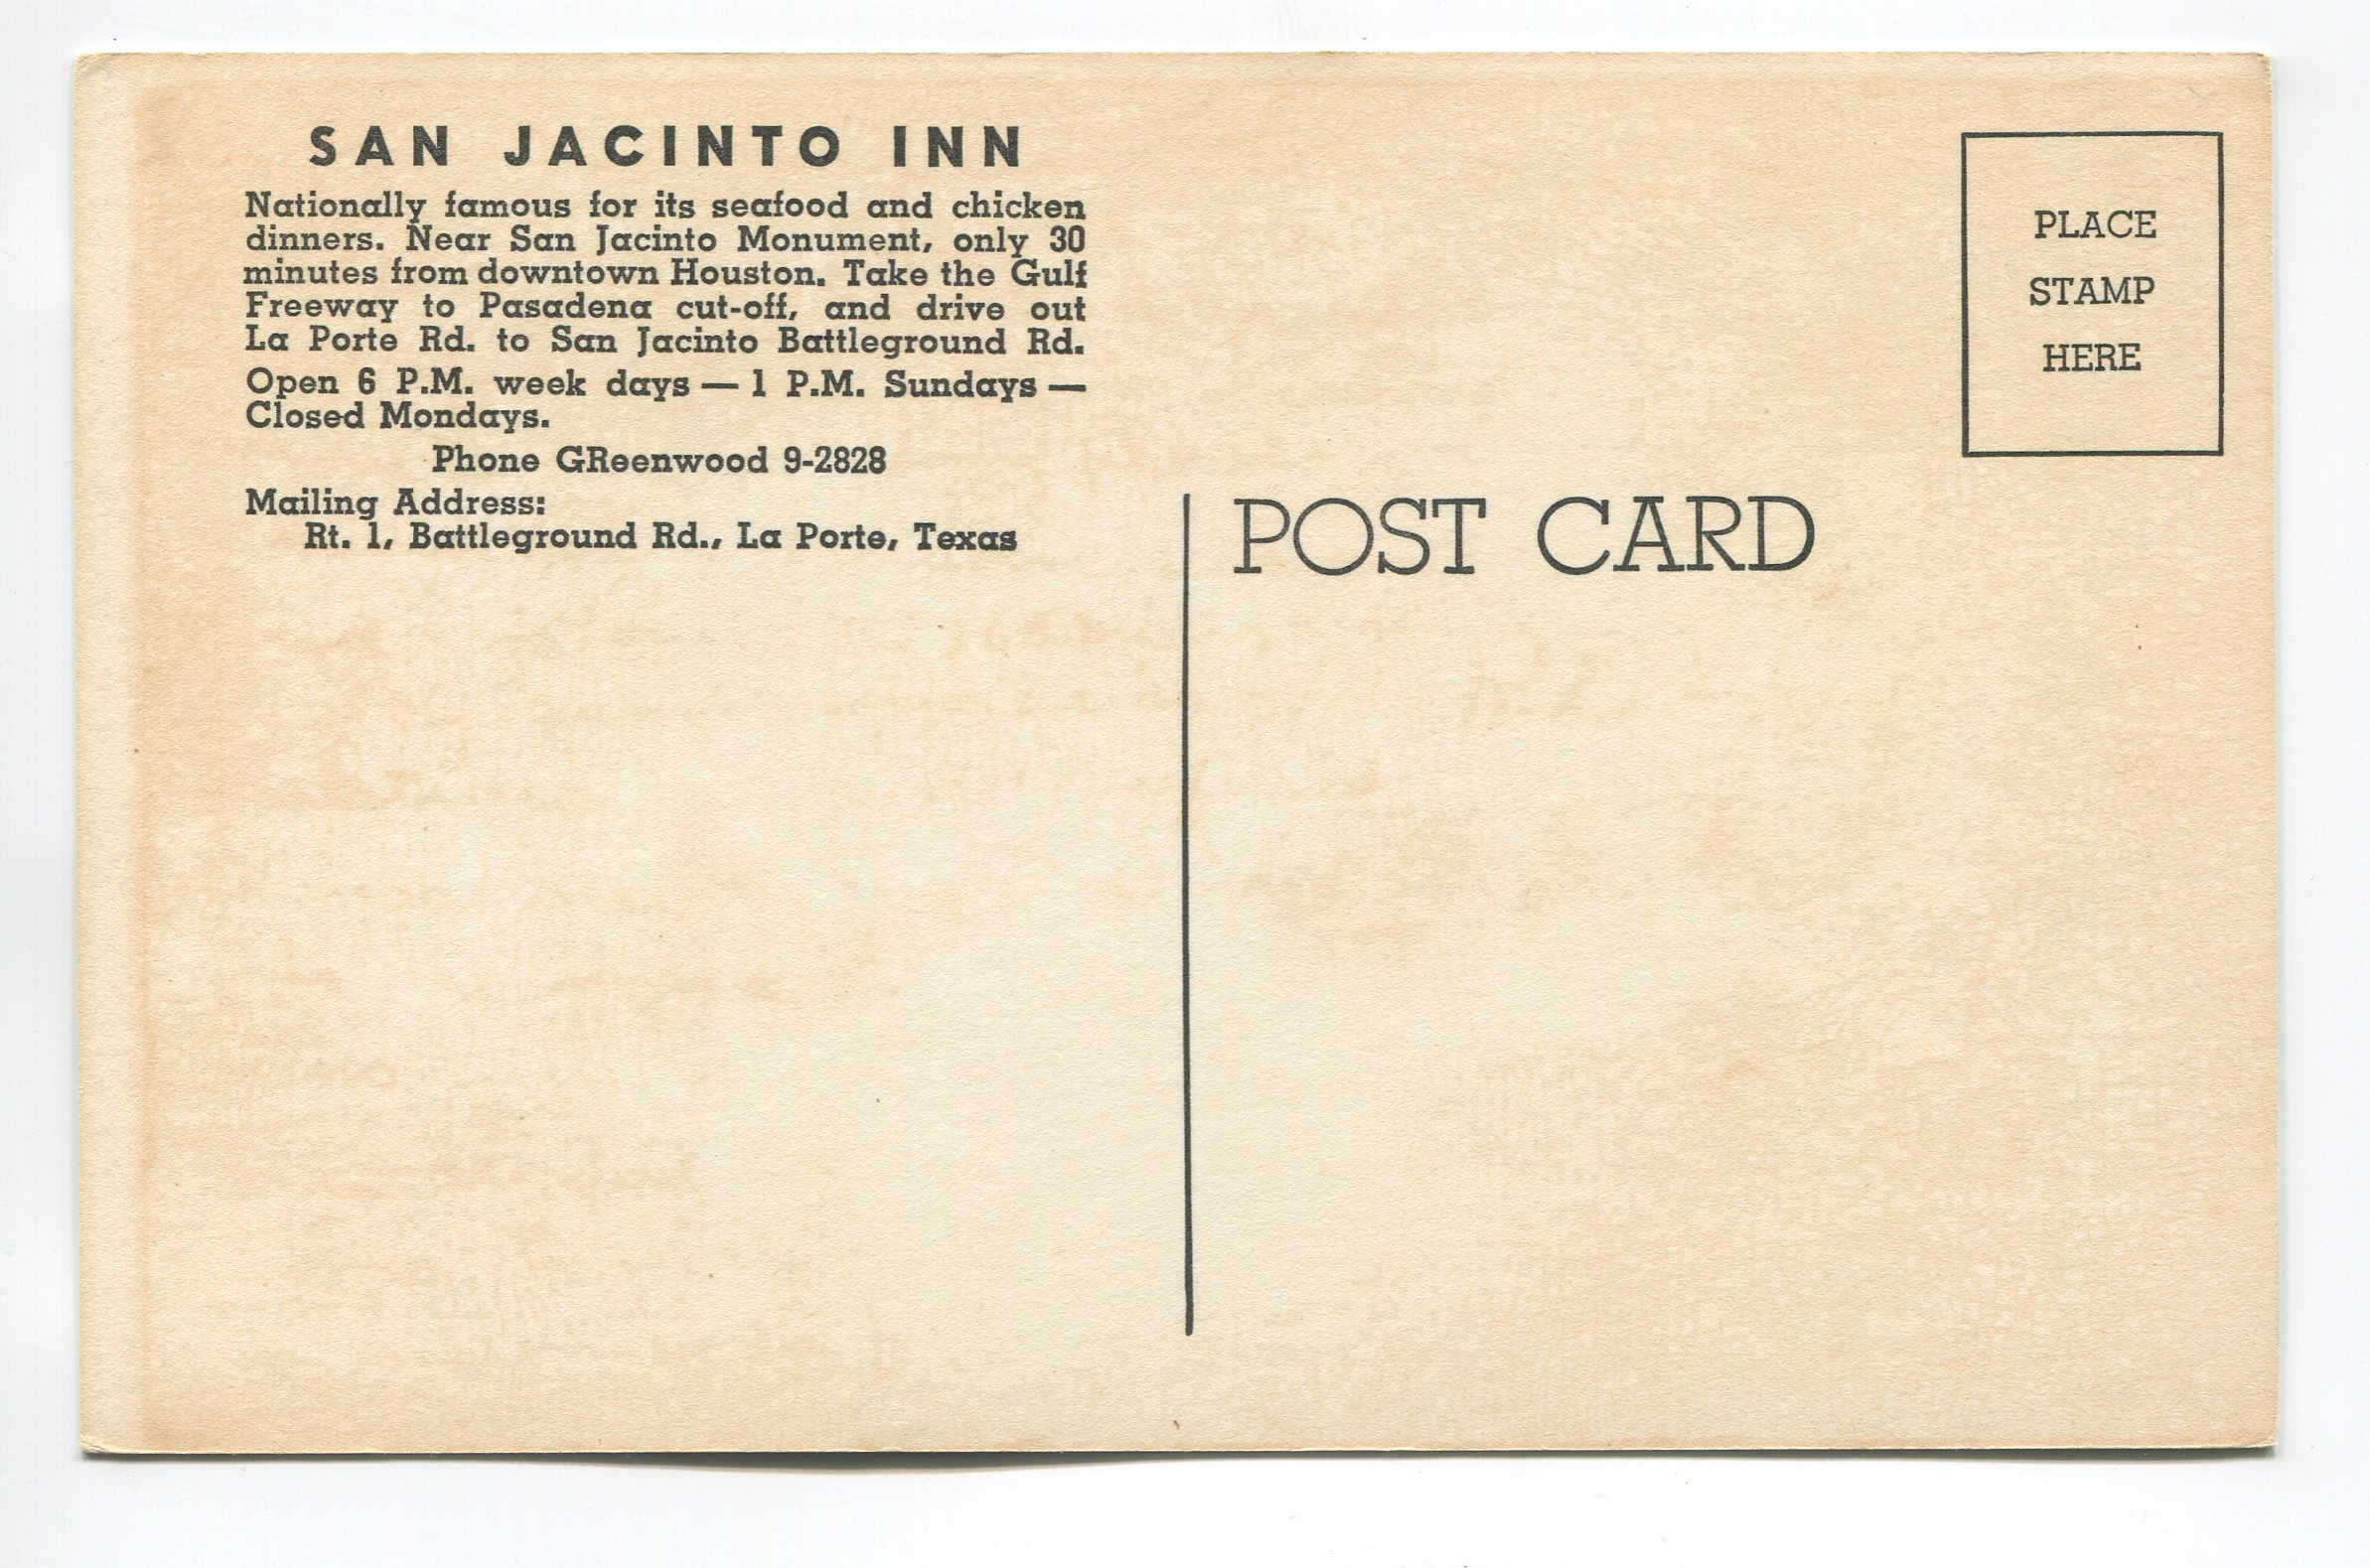 SAN JACINTO INN
Nationally famous for its seafood and chicken
dinners. Near San Jacinto Monument, only 30
minutes from downtown Houston. Take the Gulf
Freeway to Pasadena cut-off, and drive out
La Porte Rd. to San Jacinto Battleground Rd.
Open 6 P.M. week days — 1 P.M. Sundays —
Closed Mondays.
Phone GReenwood 9-2828
Mailing Address:
Rt. 1, Battleground Rd., La Porte, Texas
PLACE
STAMP
HERE
POST CARD